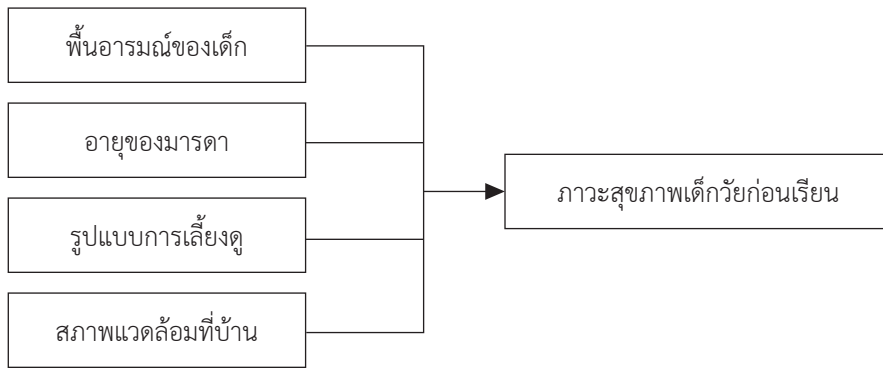 พื้นอารมณ์ของเด็ก
อายุของมารดา
รูปแบบการเลี้ยงดู
สภาพแวดล้อมที่บ้าน
ภาวะสุขภาพเด็กวัยก่อนเรียน